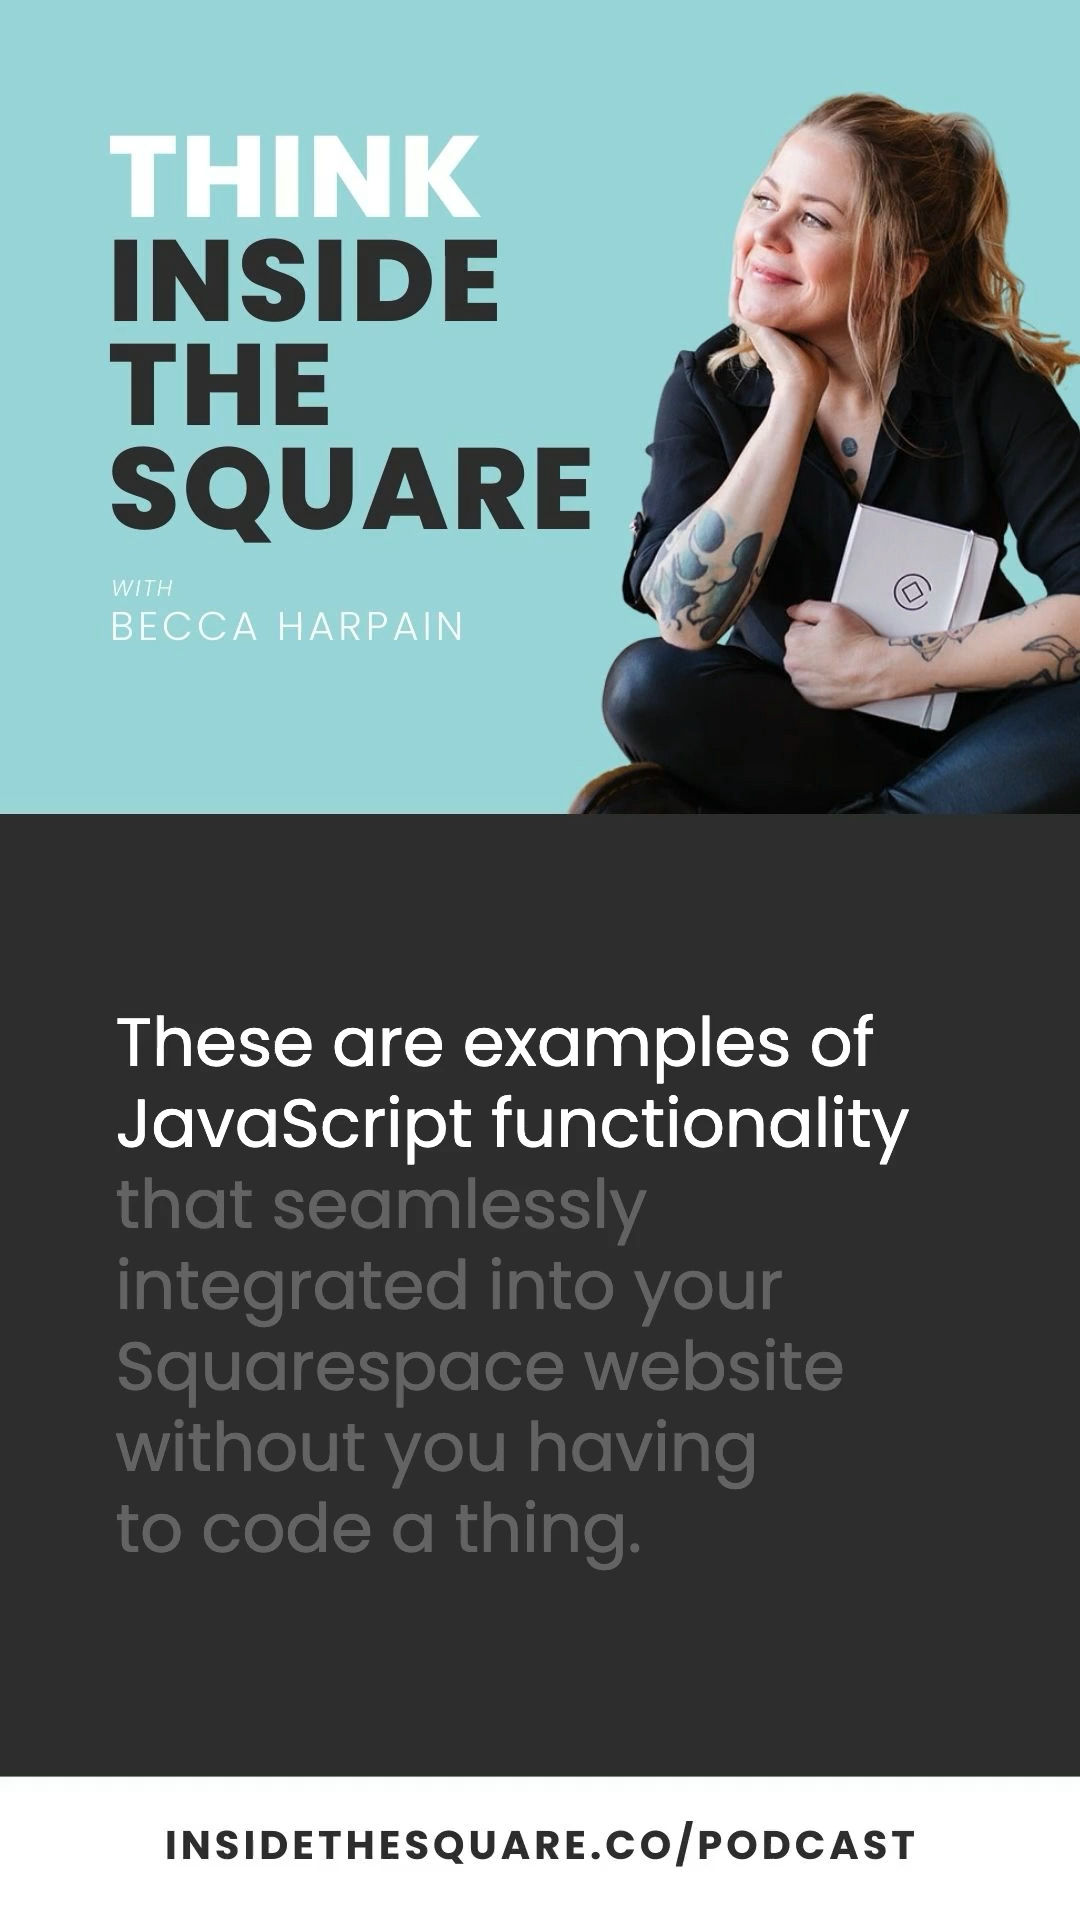 THINK
INSIDE
THE
SQUARE
WITH
BECCA HARPAIN
These are examples of
JavaScript functionality
that seamlessly
integrated into your
Squarespace website
without you having
to code a thing.
INSIDETHESQUARE.CO/PODCAST